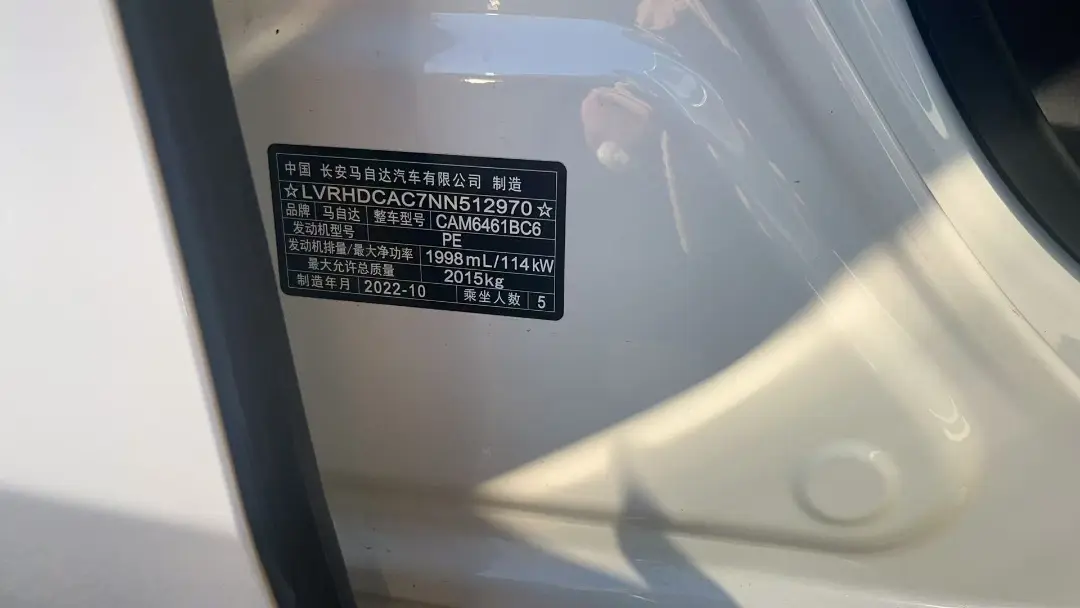 中国 长安马自达汽车有限公司 制造
☆LVRHDCAC7NN512970☆
品牌 马自达 整车型号 CAM6461BC6
发动机型号 PE
发动机排量/最大净功率 1998mL/114kW
最大允许总质量 2015kg
制造年月 2022-10 乘坐人数 5